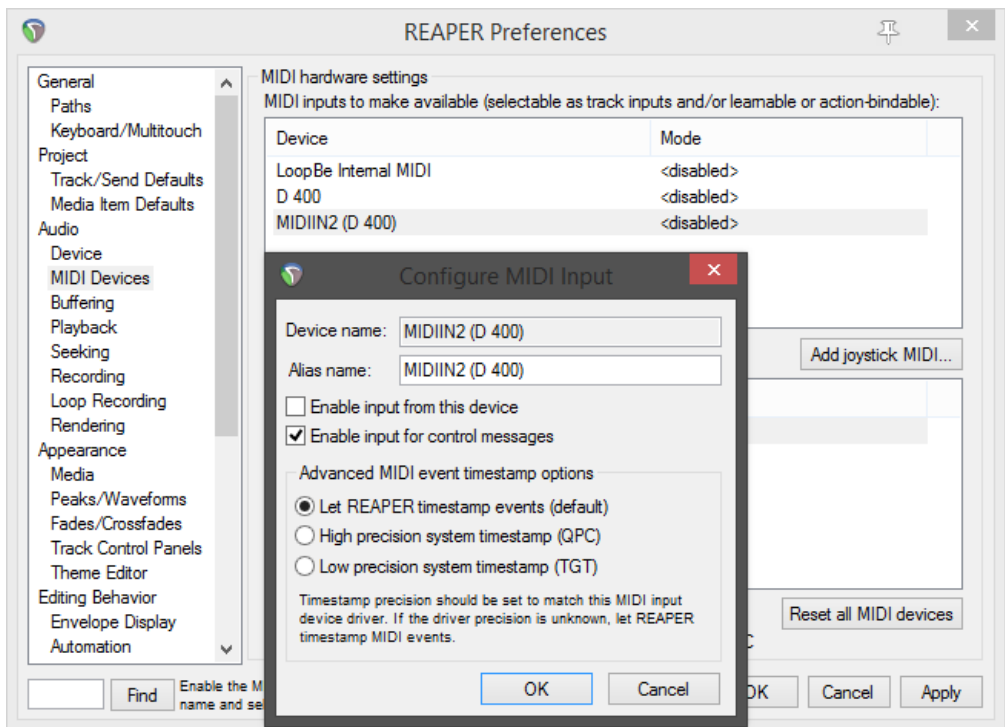 REAPER Preferences
General
Paths
Keyboard/Multitouch
Project
Track/Send Defaults
Media Item Defaults
Audio
Device
MIDI Devices
Buffering
Playback
Seeking
Recording
Loop Recording
Rendering
Appearance
Media
Peaks/Waveforms
Fades/Crossfades
Track Control Panels
Theme Editor
Editing Behavior
Envelope Display
Automation
Find
Enable the M
name and se
MIDI hardware settings
MIDI inputs to make available (selectable as track inputs and/or learnable or action-bindable):
Device Mode
LoopBe Internal MIDI <disabled>
D 400 <disabled>
MIDIIN2 (D 400) <disabled>
Add joystick MIDI...
Reset all MIDI devices
OK Cancel Apply
Configure MIDI Input
Device name: MIDIIN2 (D 400)
Alias name: MIDIIN2 (D 400)
Enable input from this device
Enable input for control messages
Advanced MIDI event timestamp options
Let REAPER timestamp events (default)
High precision system timestamp (QPC)
Low precision system timestamp (TGT)
Timestamp precision should be set to match this MIDI input
device driver. If the driver precision is unknown, let REAPER
timestamp MIDI events.
OK Cancel